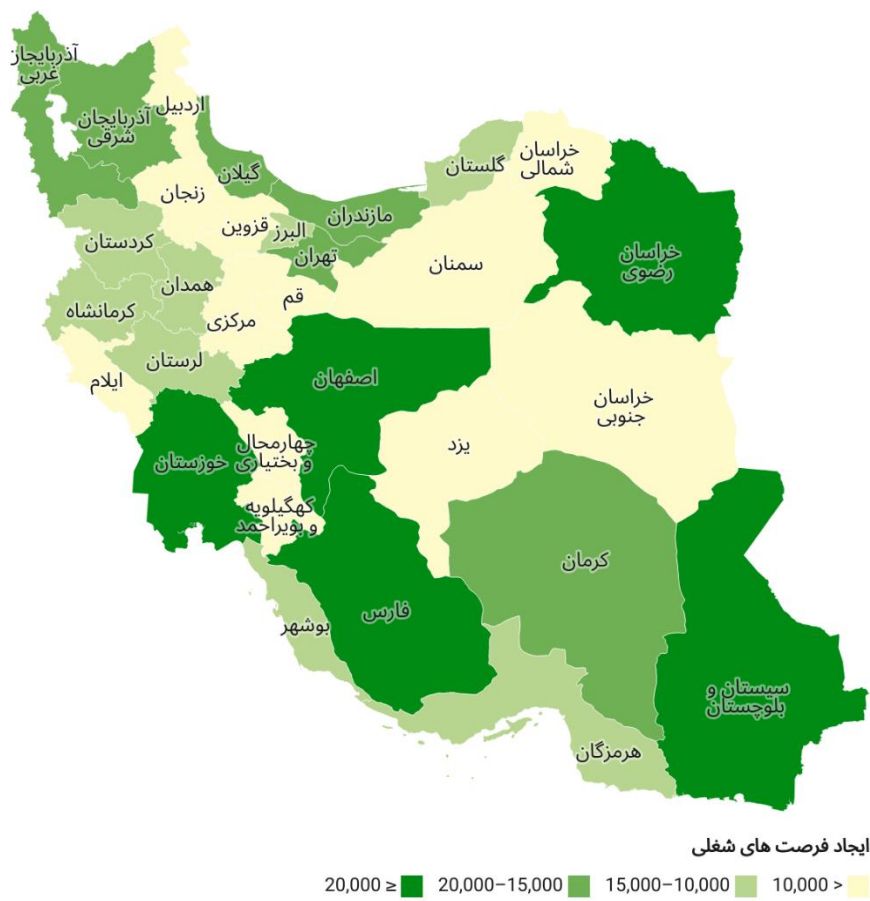 آذربایجاز
غربی
آذربایجان
شرقی
اردبیل
گیلان
زنجان
قزوین
البرز
مازندران
تهران
گلستان
خراسان
شمالی
خراسان
رضوی
سمنان
کردستان
همدان
کرمانشاه
قم
مرکزی
لرستان
ایلام
اصفهان
خراسان
جنوبی
یزد
چهارمحال
و بختیاری
خوزستان
کهگیلویه
و بویراحمد
کرمان
فارس
بوشهر
سیستان و
بلوچستان
هرمزگان
ایجاد فرصت های شغلی
10,000 >
15,000–10,000
20,000–15,000
20,000 ≤